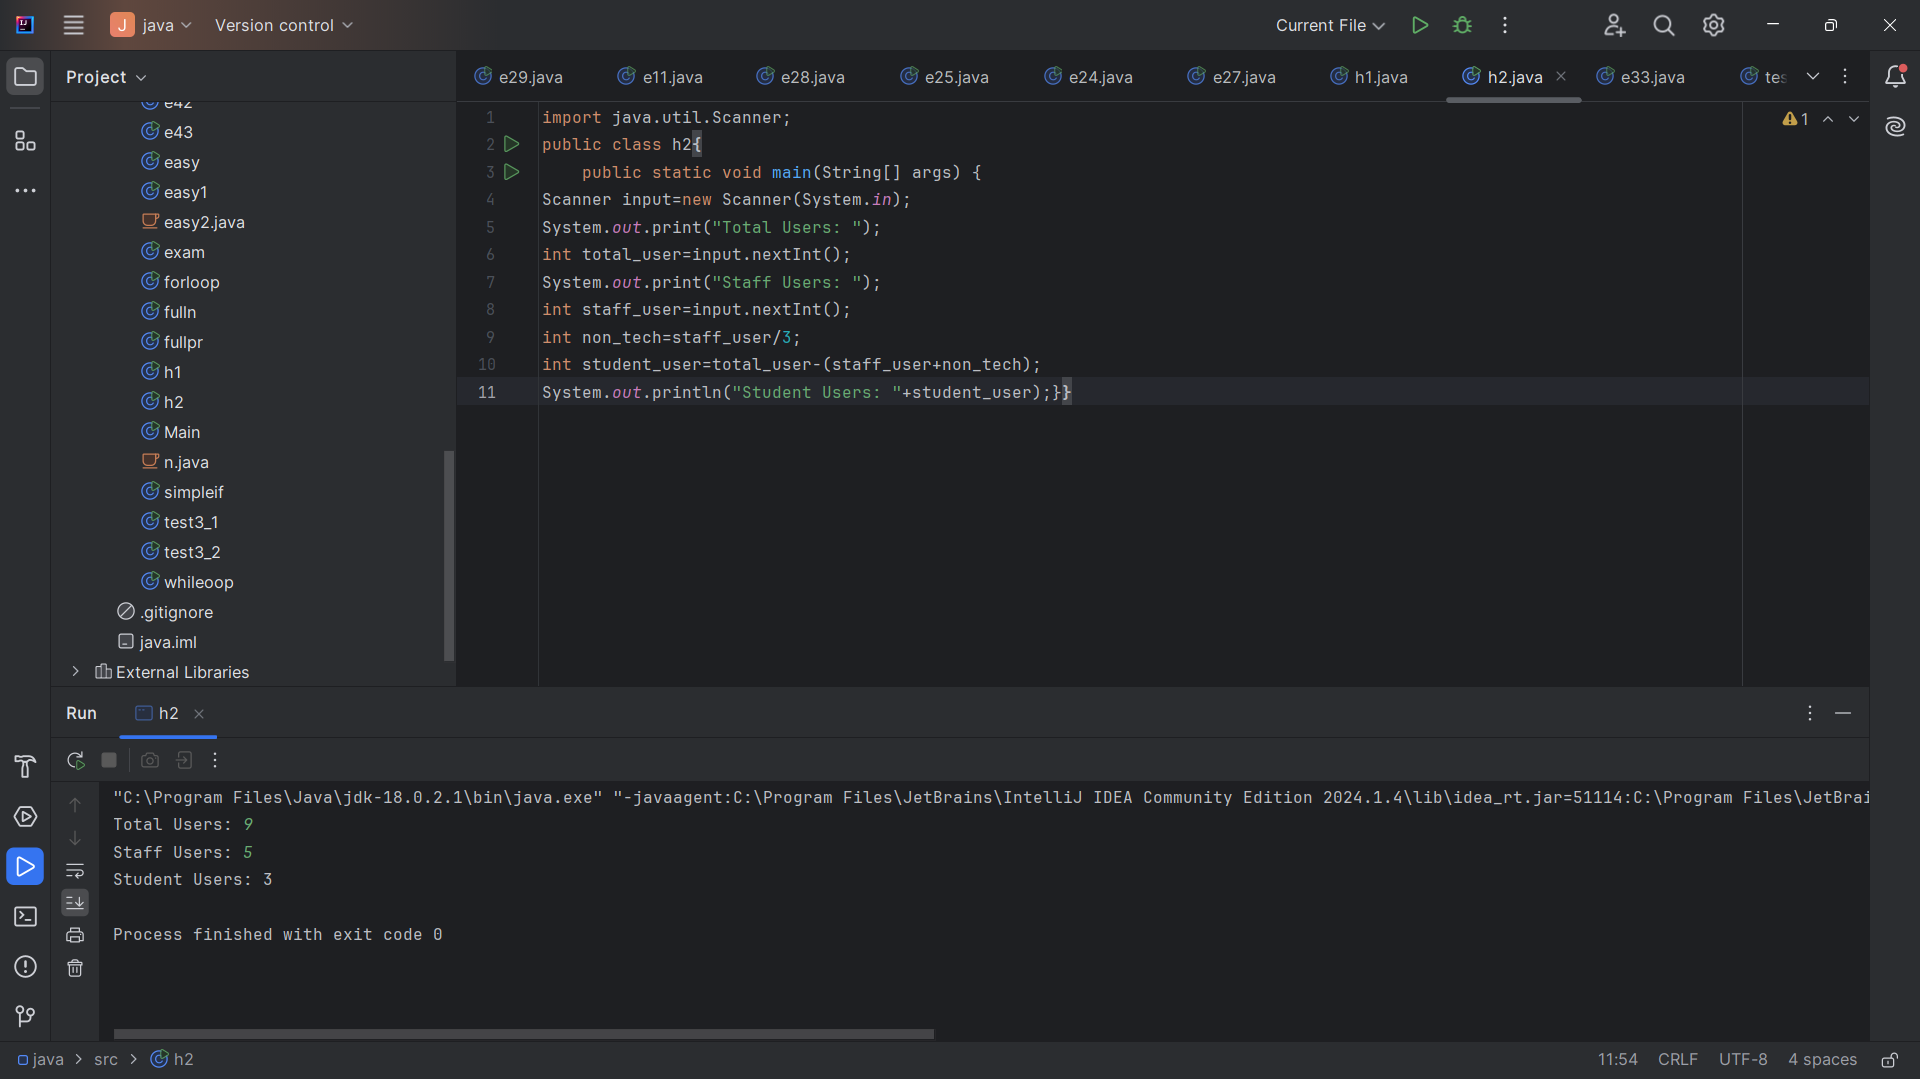 J java Version control Current File
Project
e29.java e11.java e28.java e25.java e24.java e27.java h1.java h2.java e33.java tes
e42
e43
easy
easy1
easy2.java
exam
forloop
fulln
fullpr
h1
h2
Main
n.java
simpleif
test3_1
test3_2
whileoop
.gitignore
java.iml
External Libraries
1 import java.util.Scanner;
2 public class h2{
3 public static void main(String[] args) {
4 Scanner input=new Scanner(System.in);
5 System.out.print("Total Users: ");
6 int total_user=input.nextInt();
7 System.out.print("Staff Users: ");
8 int staff_user=input.nextInt();
9 int non_tech=staff_user/3;
10 int student_user=total_user-(staff_user+non_tech);
11 System.out.println("Student Users: "+student_user);}}
1
Run h2
"C:\Program Files\Java\jdk-18.0.2.1\bin\java.exe" "-javaagent:C:\Program Files\JetBrains\IntelliJ IDEA Community Edition 2024.1.4\lib\idea_rt.jar=51114:C:\Program Files\JetBrai
Total Users: 9
Staff Users: 5
Student Users: 3
Process finished with exit code 0
java > src > h2
11:54 CRLF UTF-8 4 spaces